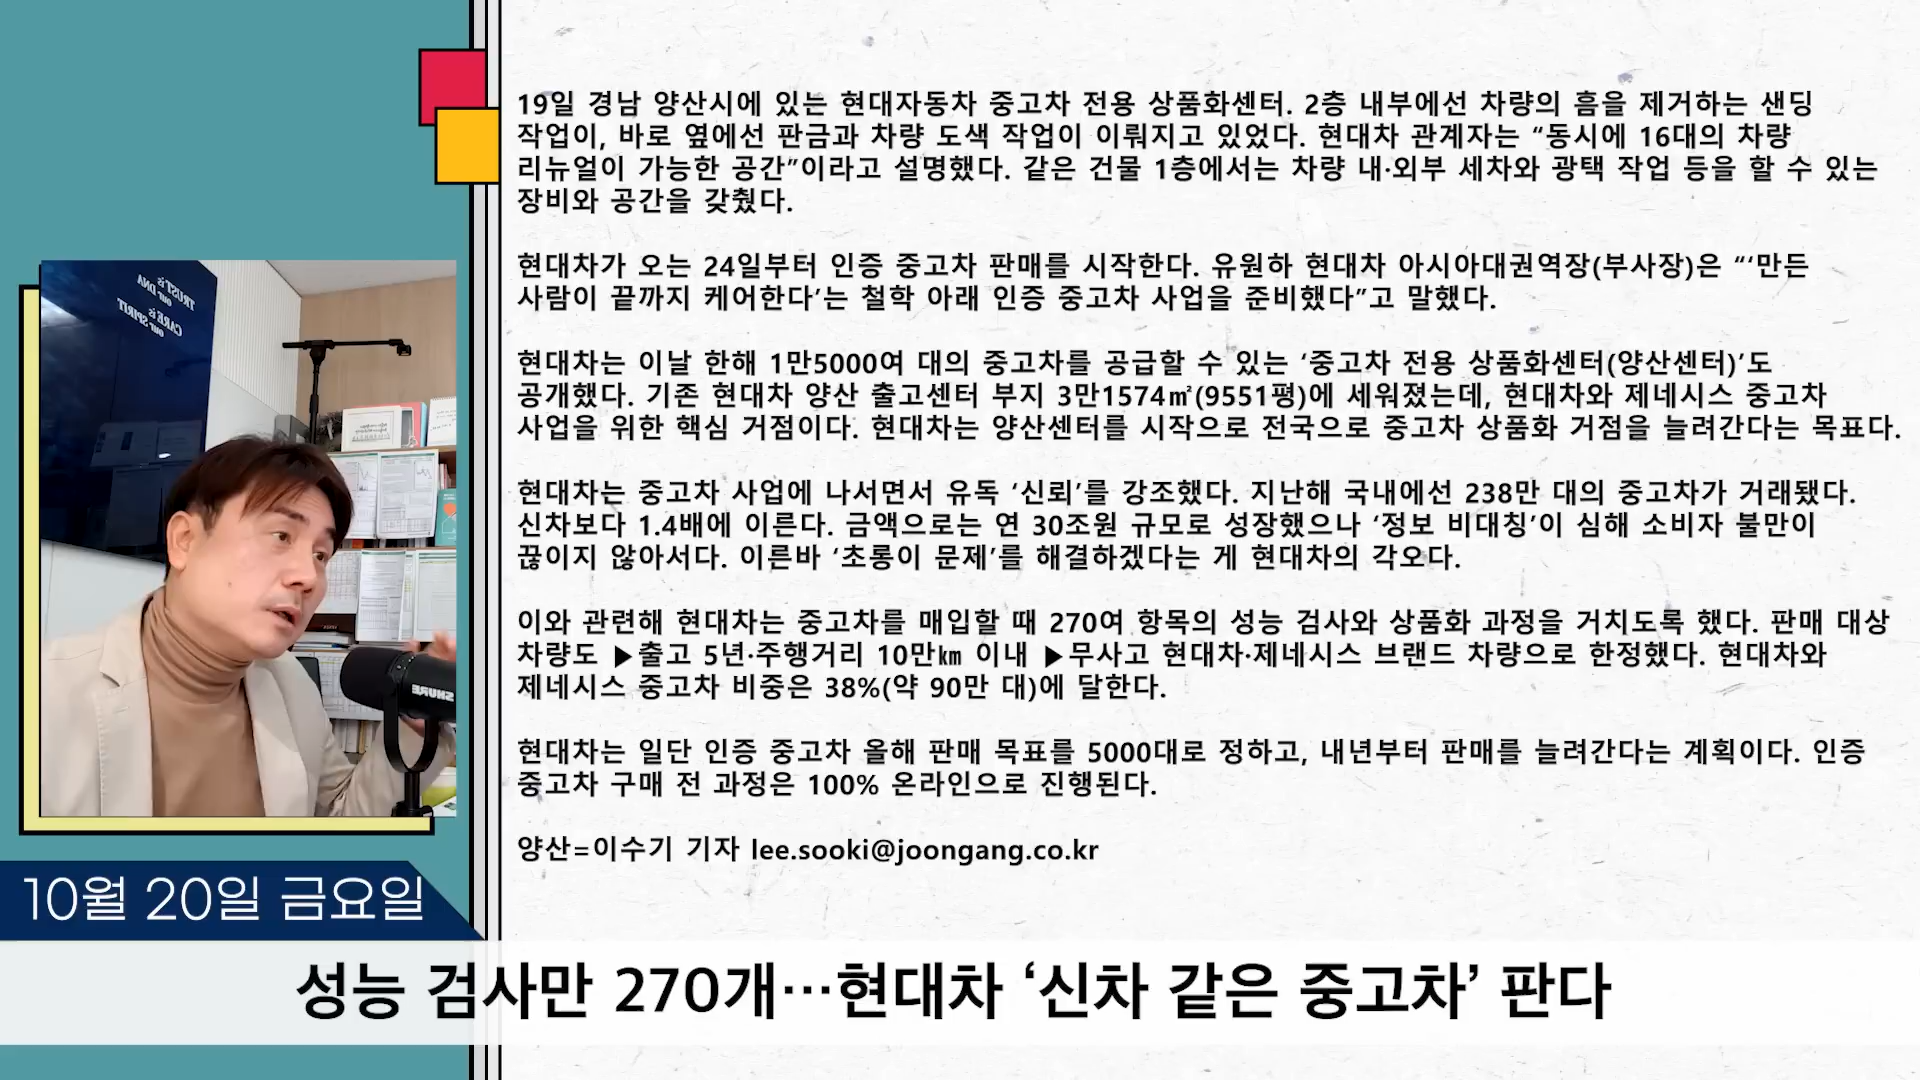 19일 경남 양산시에 있는 현대자동차 중고차 전용 상품화센터. 2층 내부에선 차량의 흠을 제거하는 샌딩
작업이, 바로 옆에선 판금과 차량 도색 작업이 이뤄지고 있었다. 현대차 관계자는 “동시에 16대의 차량
리뉴얼이 가능한 공간”이라고 설명했다. 같은 건물 1층에서는 차량 내·외부 세차와 광택 작업 등을 할 수 있는
장비와 공간을 갖췄다.
현대차가 오는 24일부터 인증 중고차 판매를 시작한다. 유원하 현대차 아시아대권역장(부사장)은 “‘만든
사람이 끝까지 케어한다’는 철학 아래 인증 중고차 사업을 준비했다”고 말했다.
현대차는 이날 한해 1만5000여 대의 중고차를 공급할 수 있는 ‘중고차 전용 상품화센터(양산센터)’도
공개했다. 기존 현대차 양산 출고센터 부지 3만1574㎡(9551평)에 세워졌는데, 현대차와 제네시스 중고차
사업을 위한 핵심 거점이다. 현대차는 양산센터를 시작으로 전국으로 중고차 상품화 거점을 늘려간다는 목표다.
현대차는 중고차 사업에 나서면서 유독 ‘신뢰’를 강조했다. 지난해 국내에선 238만 대의 중고차가 거래됐다.
신차보다 1.4배에 이른다. 금액으로는 연 30조원 규모로 성장했으나 ‘정보 비대칭’이 심해 소비자 불만이
끊이지 않아서다. 이른바 ‘초롱이 문제’를 해결하겠다는 게 현대차의 각오다.
이와 관련해 현대차는 중고차를 매입할 때 270여 항목의 성능 검사와 상품화 과정을 거치도록 했다. 판매 대상
차량도 ▶출고 5년·주행거리 10만㎞ 이내 ▶무사고 현대차·제네시스 브랜드 차량으로 한정했다. 현대차와
제네시스 중고차 비중은 38%(약 90만 대)에 달한다.
현대차는 일단 인증 중고차 올해 판매 목표를 5000대로 정하고, 내년부터 판매를 늘려간다는 계획이다. 인증
중고차 구매 전 과정은 100% 온라인으로 진행된다.
양산=이수기 기자 lee.sooki@joongang.co.kr
TRUST is
our DNA
CARE is
our SPIRIT
SHURE
10월 20일 금요일
성능 검사만 270개…현대차 ‘신차 같은 중고차’ 판다